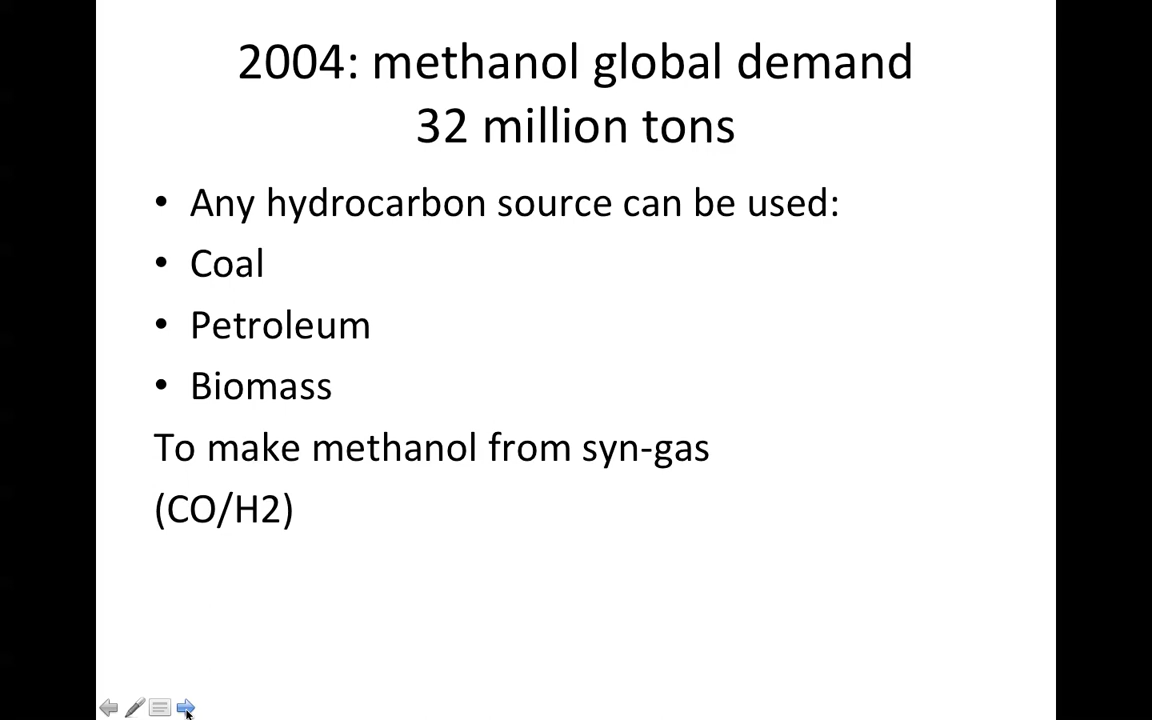 2004: methanol global demand
32 million tons
• Any hydrocarbon source can be used:
• Coal
• Petroleum
• Biomass
To make methanol from syn-gas
(CO/H2)